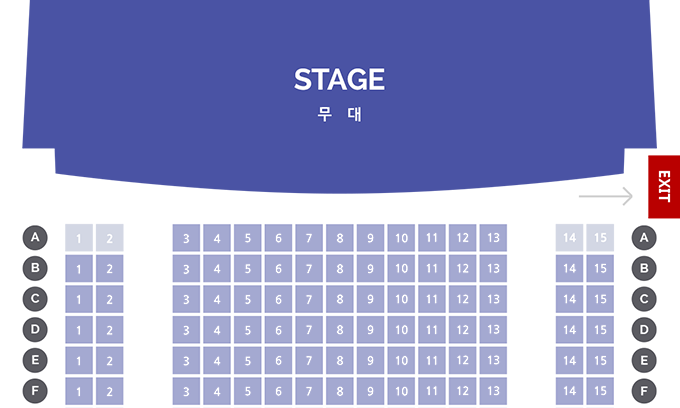 STAGE
무 대
EXIT
A 1 2 3 4 5 6 7 8 9 10 11 12 13 14 15 A
B 1 2 3 4 5 6 7 8 9 10 11 12 13 14 15 B
C 1 2 3 4 5 6 7 8 9 10 11 12 13 14 15 C
D 1 2 3 4 5 6 7 8 9 10 11 12 13 14 15 D
E 1 2 3 4 5 6 7 8 9 10 11 12 13 14 15 E
F 1 2 3 4 5 6 7 8 9 10 11 12 13 14 15 F